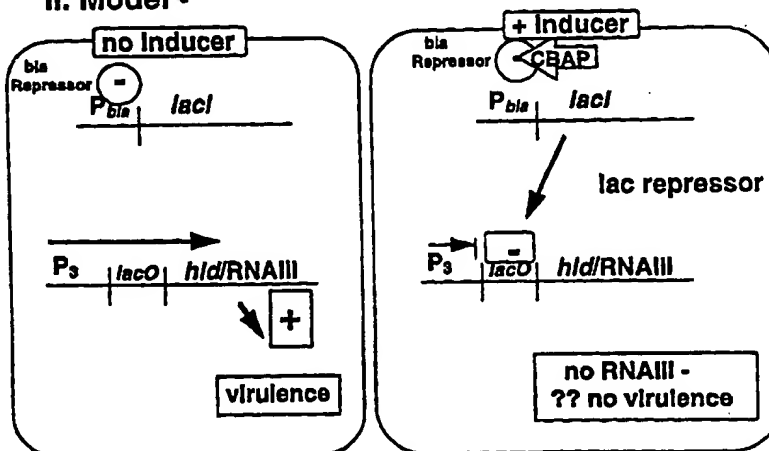 II. Model -
no Inducer
bla
Repressor
-
Pbla lacI
P3 lacO hld/RNAIII
+
virulence
+ Inducer
bla
Repressor
CBAP
Pbla lacI
lac repressor
-
P3 lacO hld/RNAIII
no RNAIII -
?? no virulence